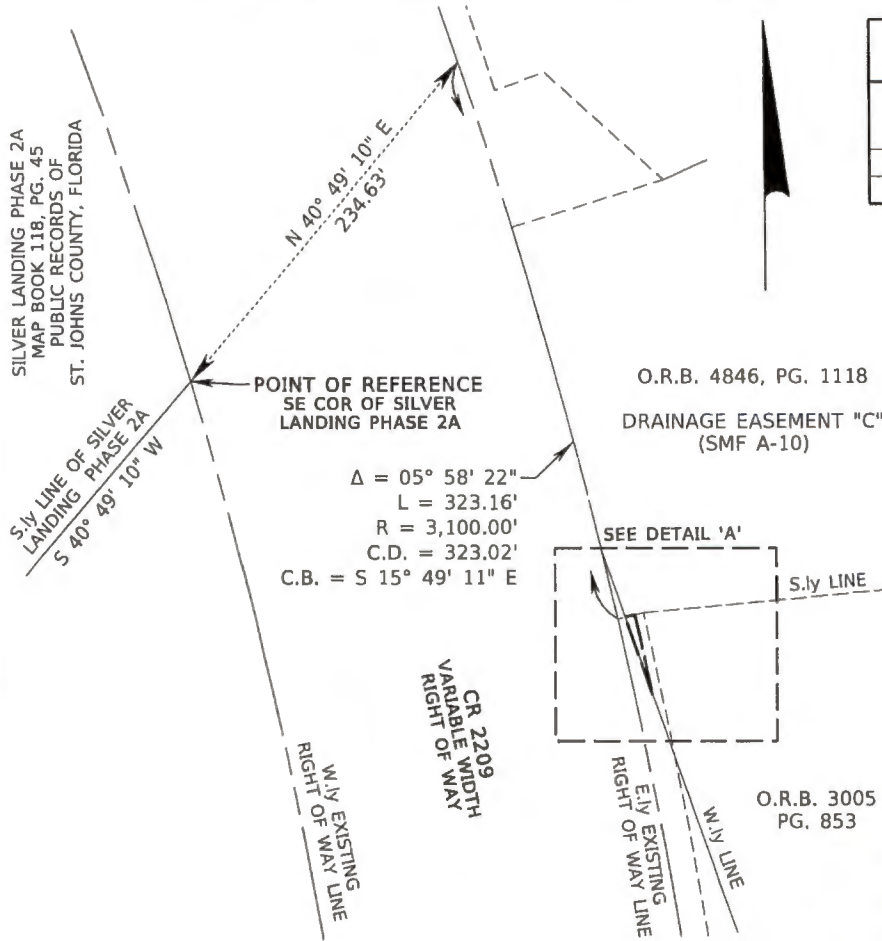 SILVER LANDING PHASE 2A
MAP BOOK 118, PG. 45
PUBLIC RECORDS OF
ST. JOHNS COUNTY, FLORIDA
N 40° 49' 10" E
234.63'
POINT OF REFERENCE
SE COR OF SILVER
LANDING PHASE 2A
S.ly LINE OF SILVER
LANDING PHASE 2A
S 40° 49' 10" W
O.R.B. 4846, PG. 1118
DRAINAGE EASEMENT "C"
(SMF A-10)
Δ = 05° 58' 22"
L = 323.16'
R = 3,100.00'
C.D. = 323.02'
C.B. = S 15° 49' 11" E
SEE DETAIL 'A'
S.ly LINE
CR 2209
VARIABLE WIDTH
RIGHT OF WAY
W.ly EXISTING
RIGHT OF WAY LINE
E.ly EXISTING
RIGHT OF WAY LINE
W.ly LINE
O.R.B. 3005
PG. 853